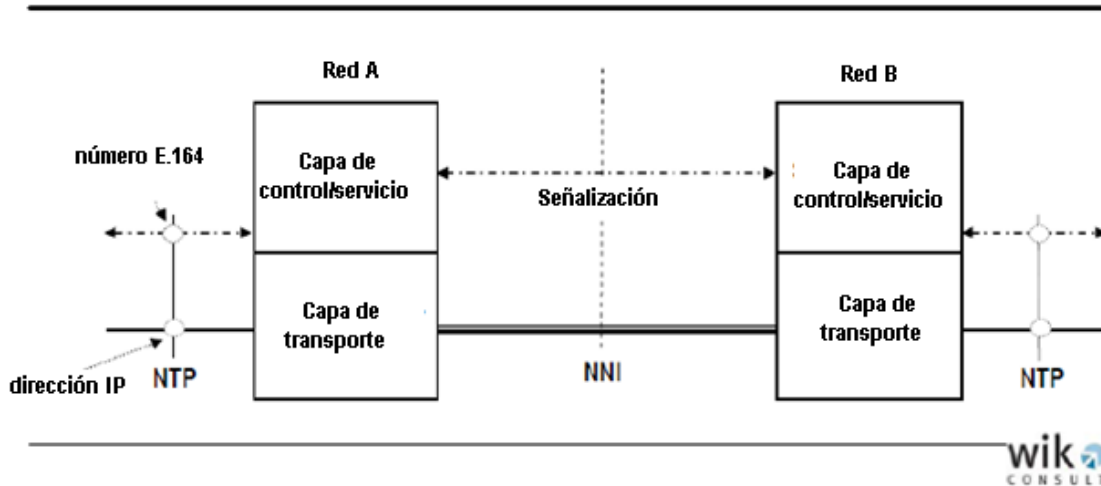 Red A
Red B
número E.164
Capa de
control/servicio
Señalización
Capa de
control/servicio
Capa de
transporte
Capa de
transporte
dirección IP
NTP
NNI
NTP
wik
CONSULT